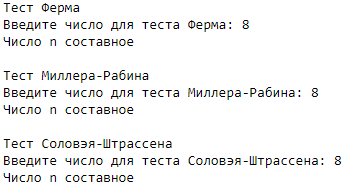 Тест Ферма
Введите число для теста Ферма: 8
Число n составное
Тест Миллера-Рабина
Введите число для теста Миллера-Рабина: 8
Число n составное
Тест Соловэя-Штрассена
Введите число для теста Соловэя-Штрассена: 8
Число n составное